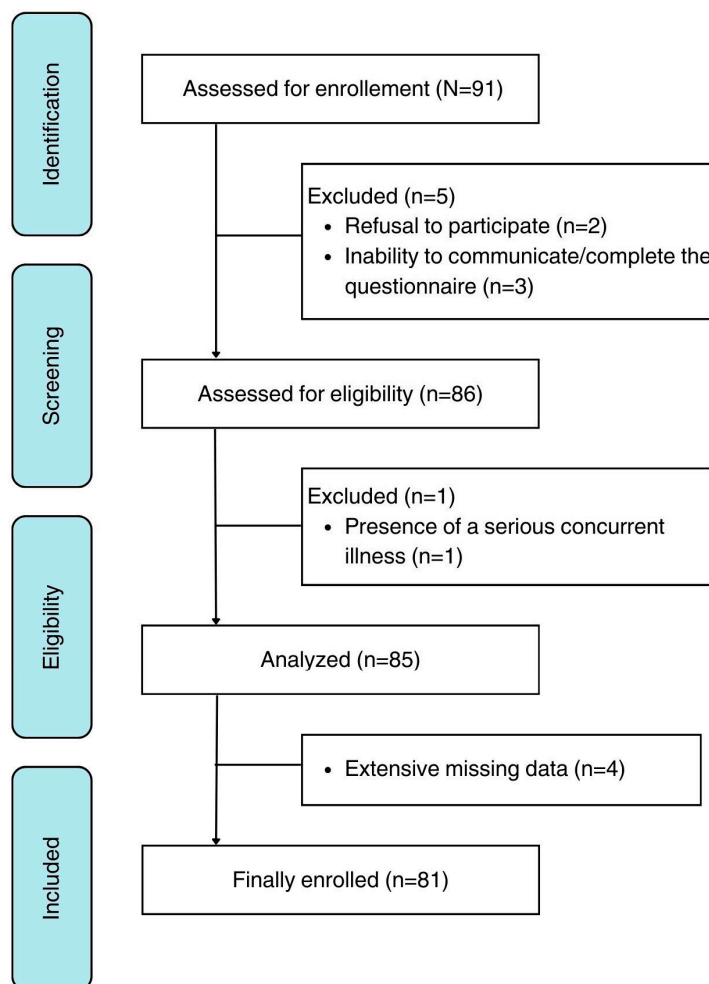 Identification
Assessed for enrollement (N=91)
Excluded (n=5)
• Refusal to participate (n=2)
• Inability to communicate/complete the
questionnaire (n=3)
Screening
Assessed for eligibility (n=86)
Excluded (n=1)
• Presence of a serious concurrent
illness (n=1)
Eligibility
Analyzed (n=85)
• Extensive missing data (n=4)
Included
Finally enrolled (n=81)